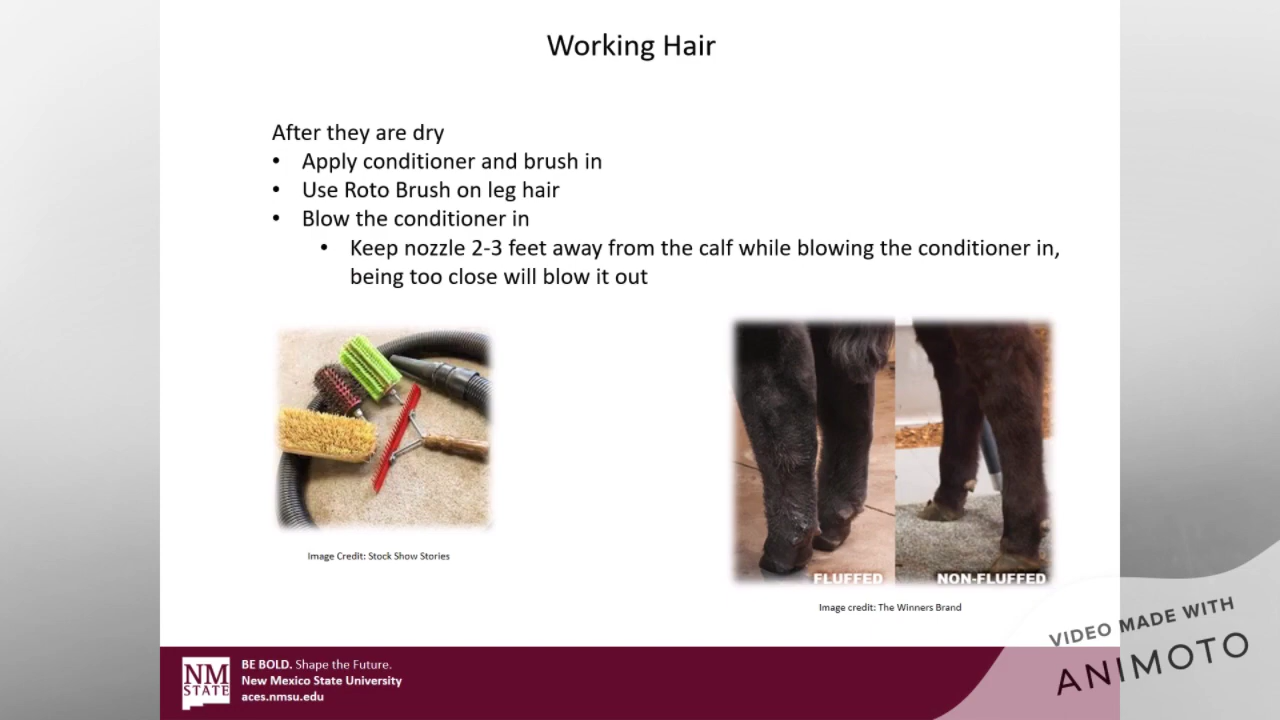 Working Hair
After they are dry
• Apply conditioner and brush in
• Use Roto Brush on leg hair
• Blow the conditioner in
• Keep nozzle 2-3 feet away from the calf while blowing the conditioner in,
being too close will blow it out
FLUFFED
NON-FLUFFED
Image Credit: Stock Show Stories
Image credit: The Winners Brand
NM
STATE
BE BOLD. Shape the Future.
New Mexico State University
aces.nmsu.edu
VIDEO MADE WITH
ANIMOTO